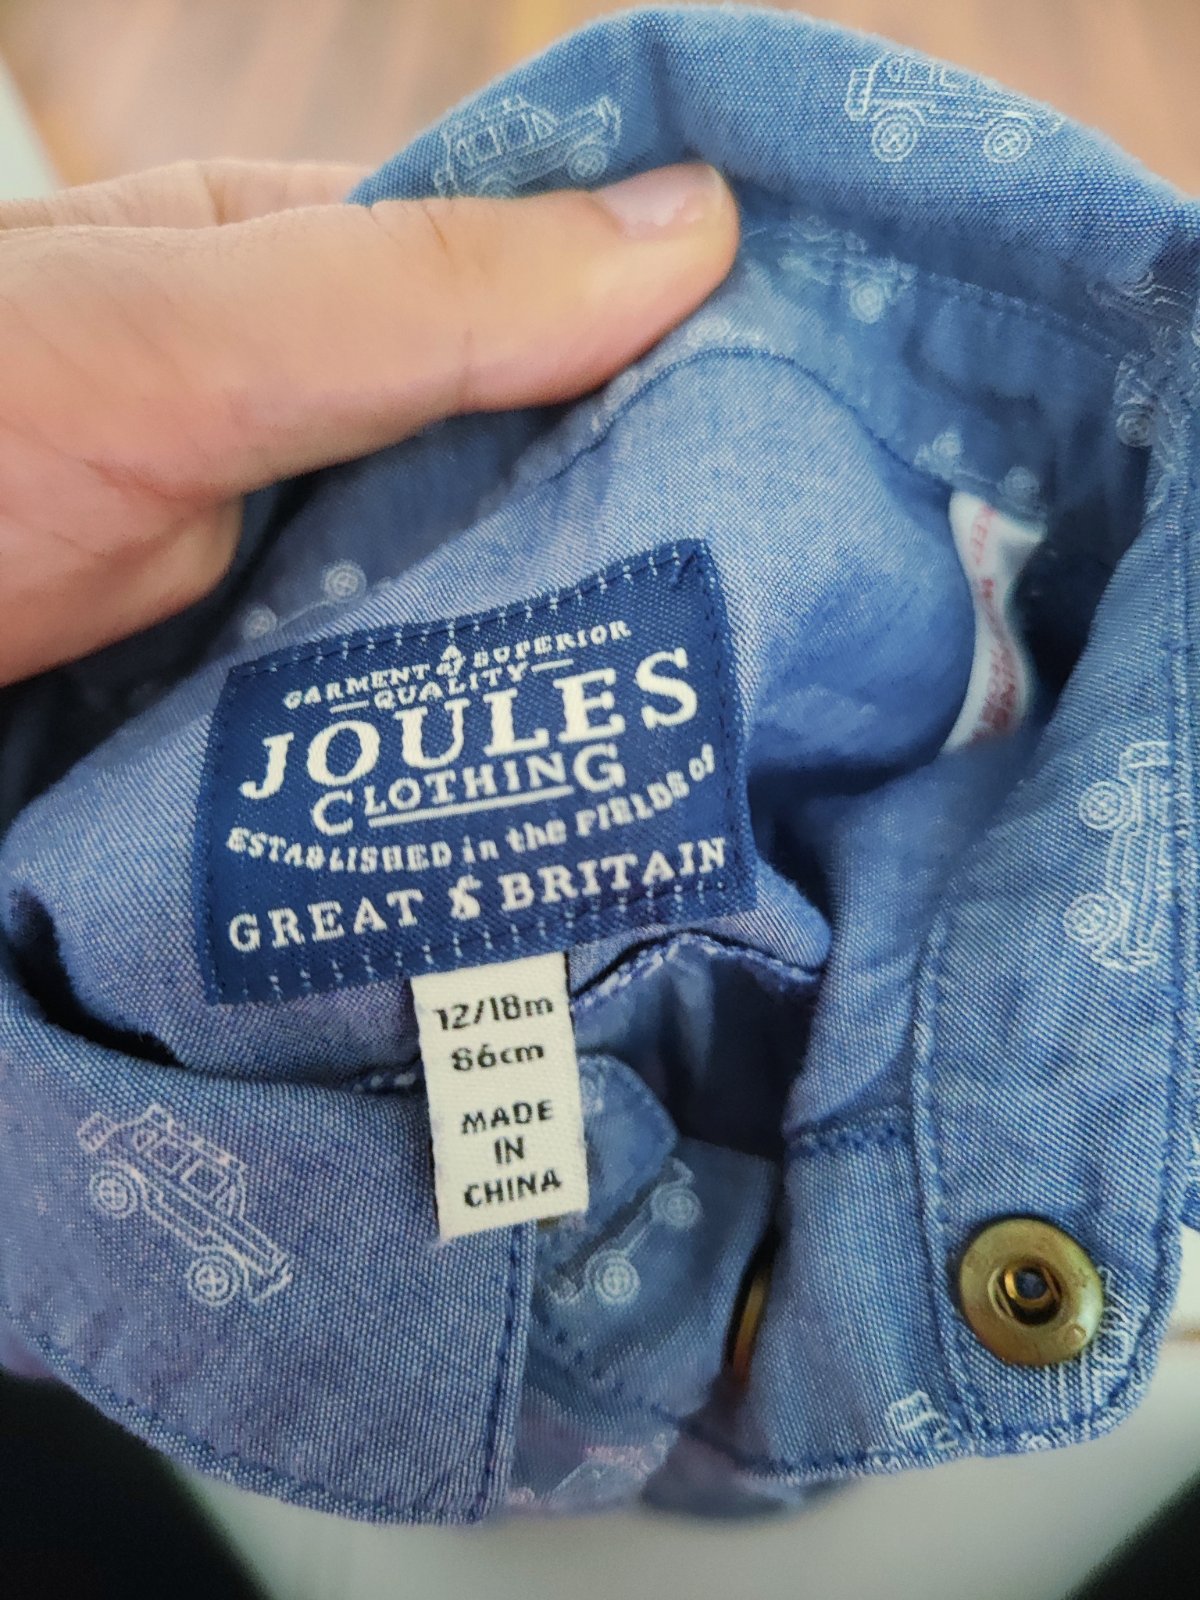 GARMENT of SUPERIOR
QUALITY
JOULES
CLOTHING
ESTABLISHED in the FIELDS of
GREAT & BRITAIN
12/18m
86cm
MADE
IN
CHINA
KEEP